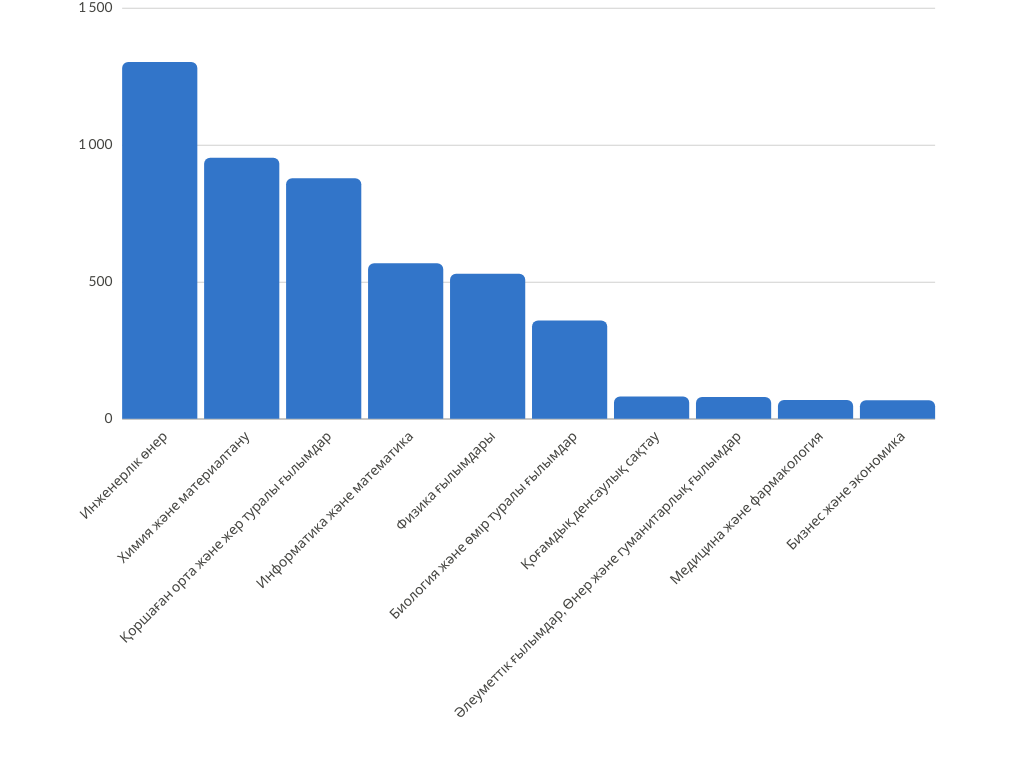 1 500
1 000
500
0
Инженерлік өнер
Химия және материалтану
Қоршаған орта және жер туралы ғылымдар
Информатика және математика
Физика ғылымдары
Биология және өмір туралы ғылымдар
Қоғамдық денсаулық сақтау
Әлеуметтік ғылымдар, Өнер және гуманитарлық ғылымдар
Медицина және фармакология
Бизнес және экономика